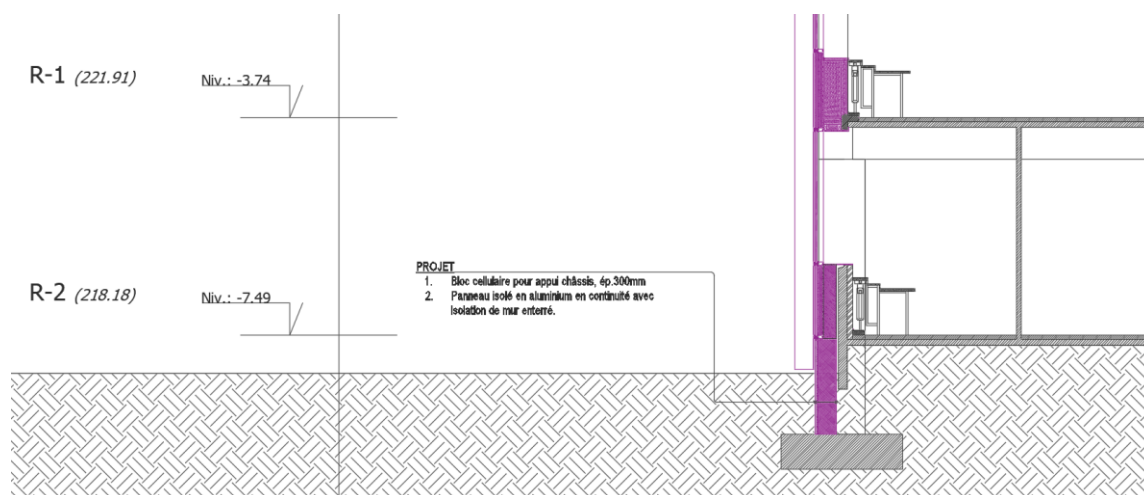 R-1 (221.91)
Niv.: -3.74
R-2 (218.18)
Niv.: -7.49
PROJET
1. Bloc cellulaire pour appui châssis, ép.300mm
2. Panneau isolé en aluminium en continuité avec
isolation de mur enterré.